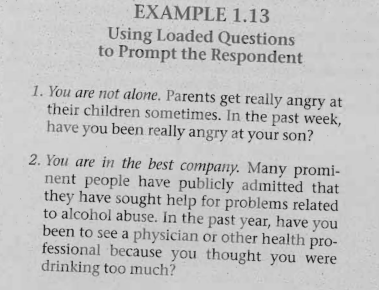 EXAMPLE 1.13
Using Loaded Questions
to Prompt the Respondent
1. You are not alone. Parents get really angry at
their children sometimes. In the past week,
have you been really angry at your son?
2. You are in the best company. Many promi-
nent people have publicly admitted that
they have sought help for problems related
to alcohol abuse. In the past year, have you
been to see a physician or other health pro-
fessional because you thought you were
drinking too much?